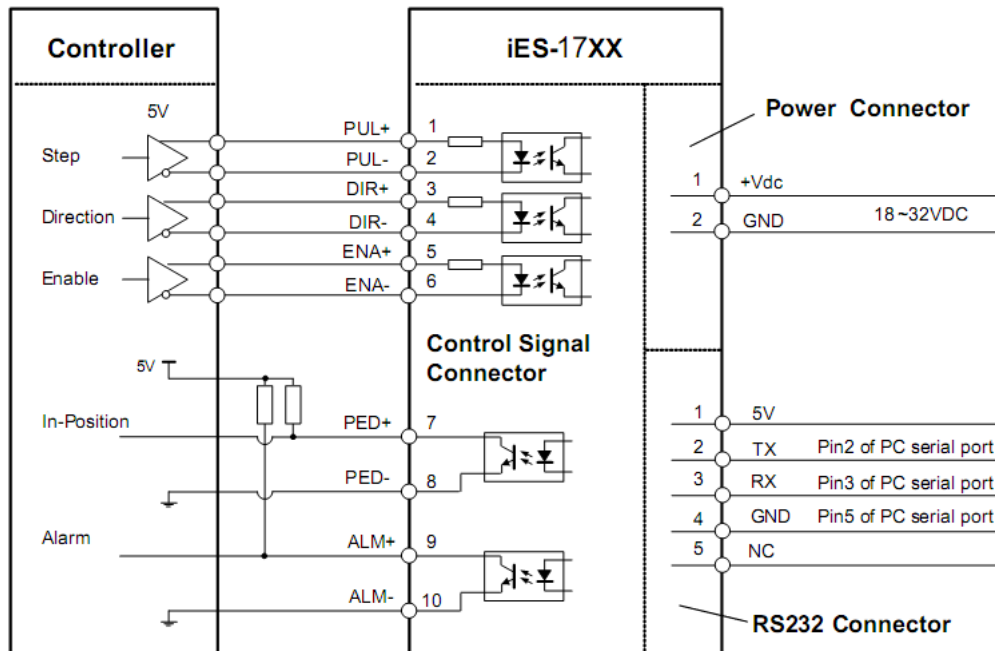 Controller
iES-17XX
5V
Step
Direction
Enable
PUL+
PUL-
DIR+
DIR-
ENA+
ENA-
1
2
3
4
5
6
Control Signal
Connector
5V
In-Position
Alarm
PED+
PED-
ALM+
ALM-
7
8
9
10
Power Connector
1 +Vdc
2 GND
18~32VDC
1 5V
2 TX Pin2 of PC serial port
3 RX Pin3 of PC serial port
4 GND Pin5 of PC serial port
5 NC
RS232 Connector